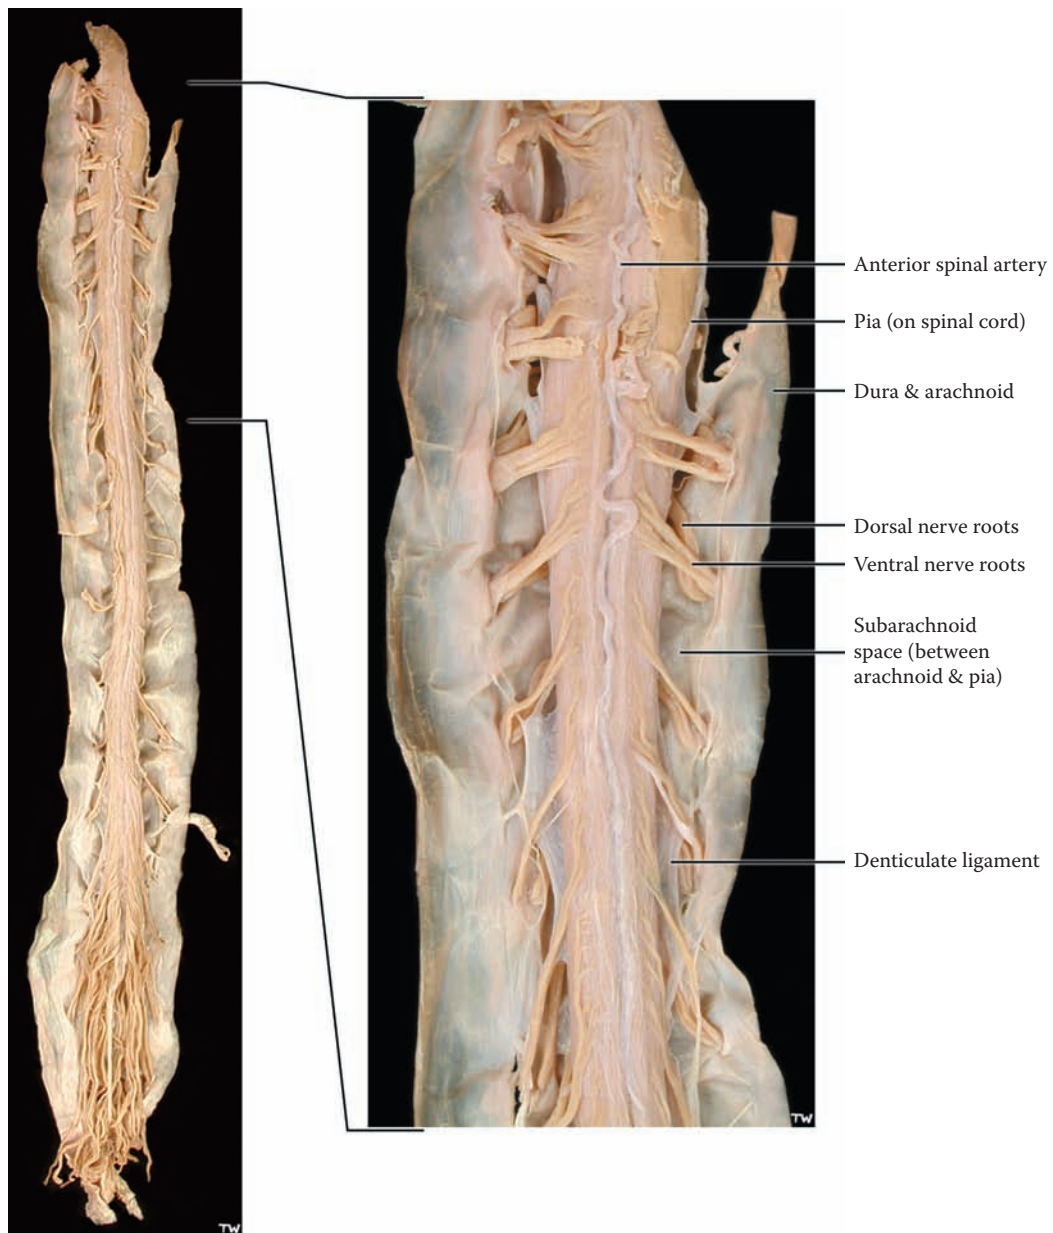 Anterior spinal artery
Pia (on spinal cord)
Dura & arachnoid
Dorsal nerve roots
Ventral nerve roots
Subarachnoid
space (between
arachnoid & pia)
Denticulate ligament
TW
TW